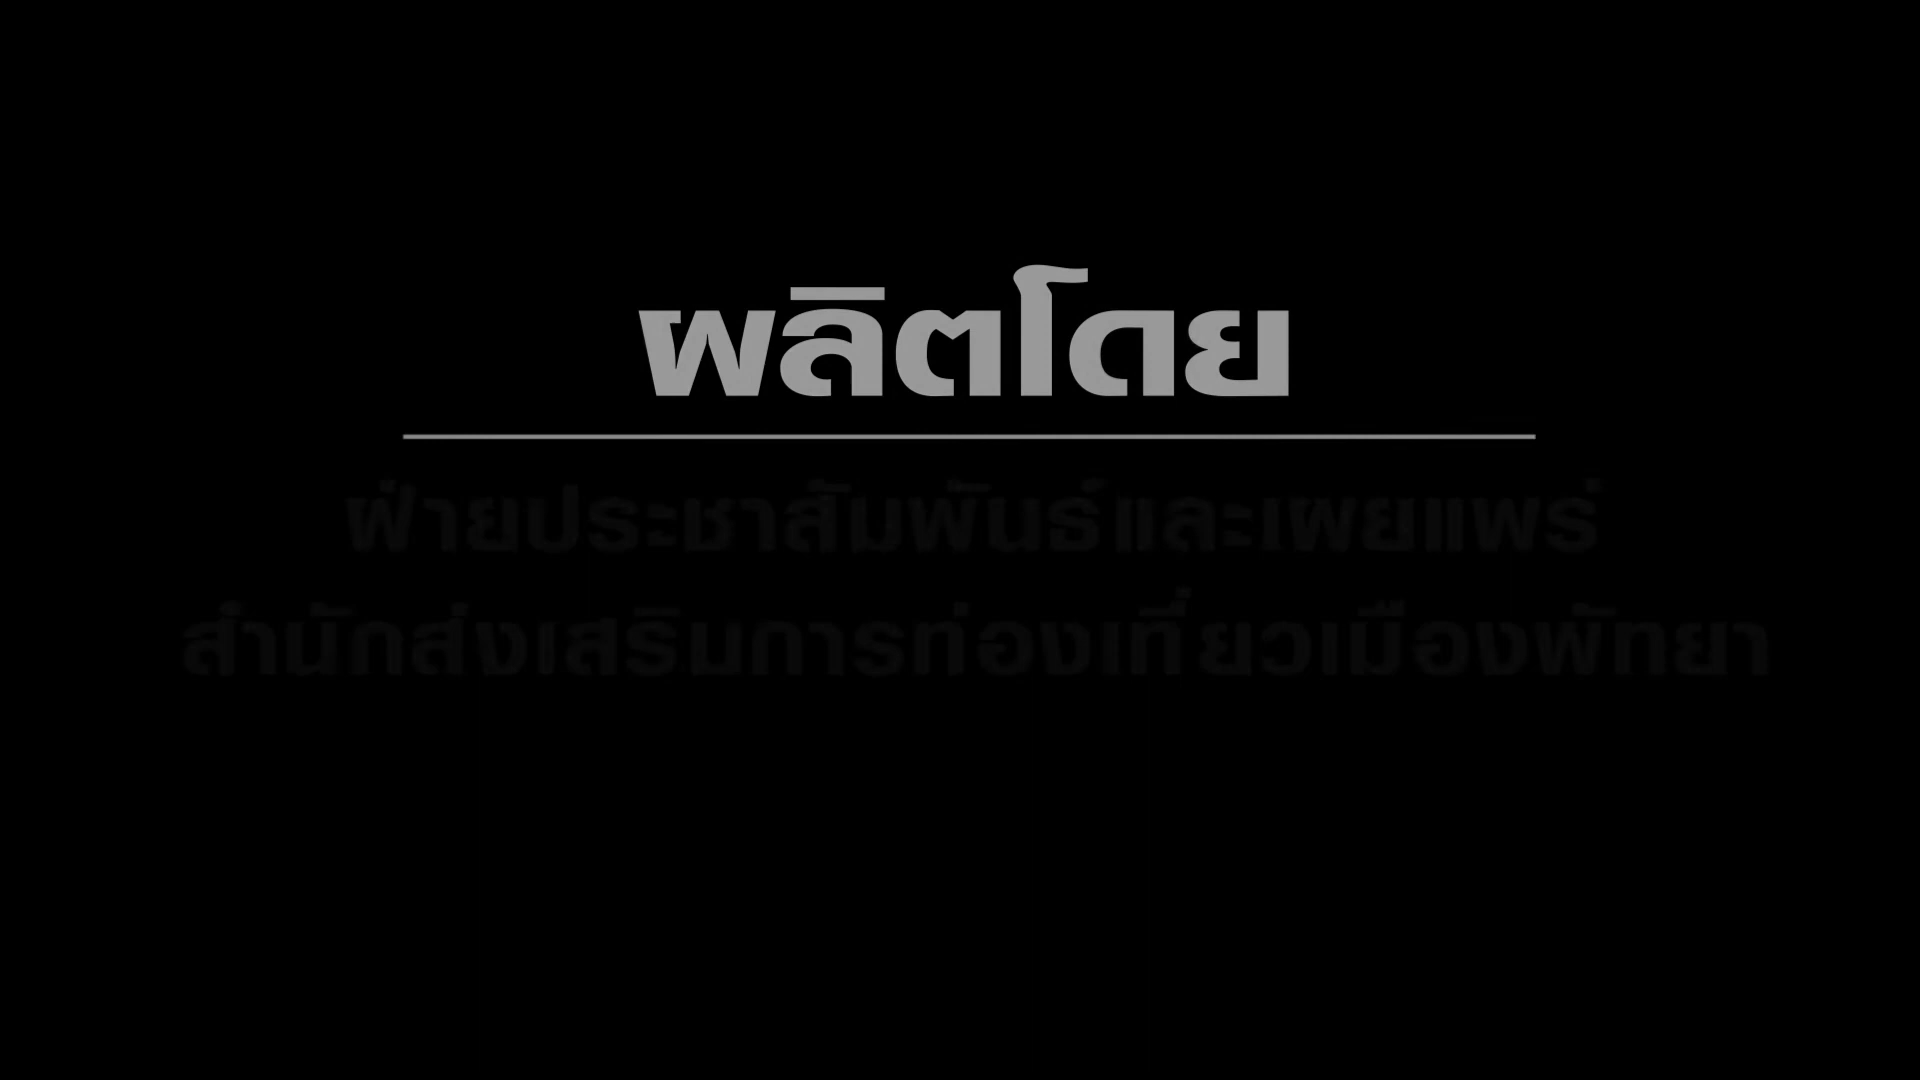 ผลิตโดย
ฝ่ายประชาสัมพันธ์และเผยแพร่
สำนักส่งเสริมการท่องเที่ยวเมืองพัทยา